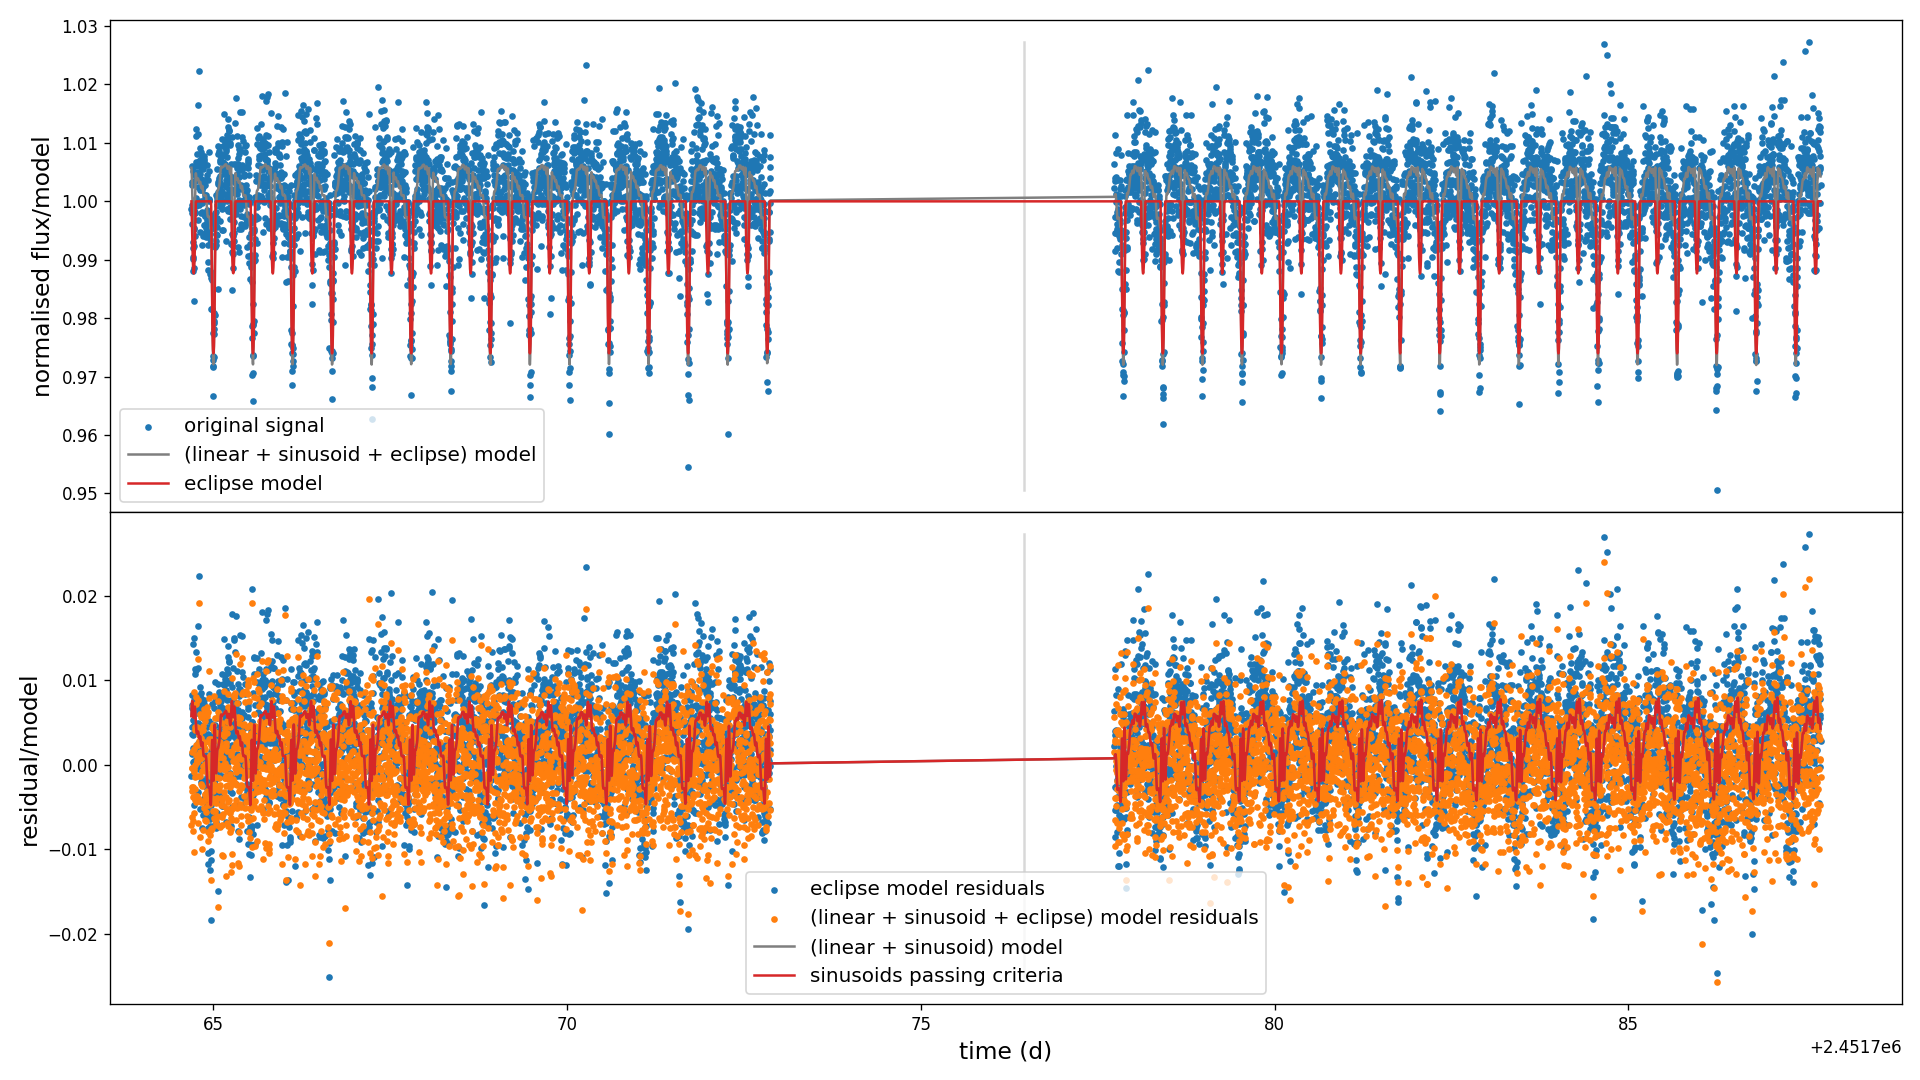 normalised flux/model
1.03
1.02
1.01
1.00
0.99
0.98
0.97
0.96
0.95
original signal
(linear + sinusoid + eclipse) model
eclipse model
residual/model
0.02
0.01
0.00
−0.01
−0.02
eclipse model residuals
(linear + sinusoid + eclipse) model residuals
(linear + sinusoid) model
sinusoids passing criteria
65 70 75 80 85
time (d)
+2.4517e6